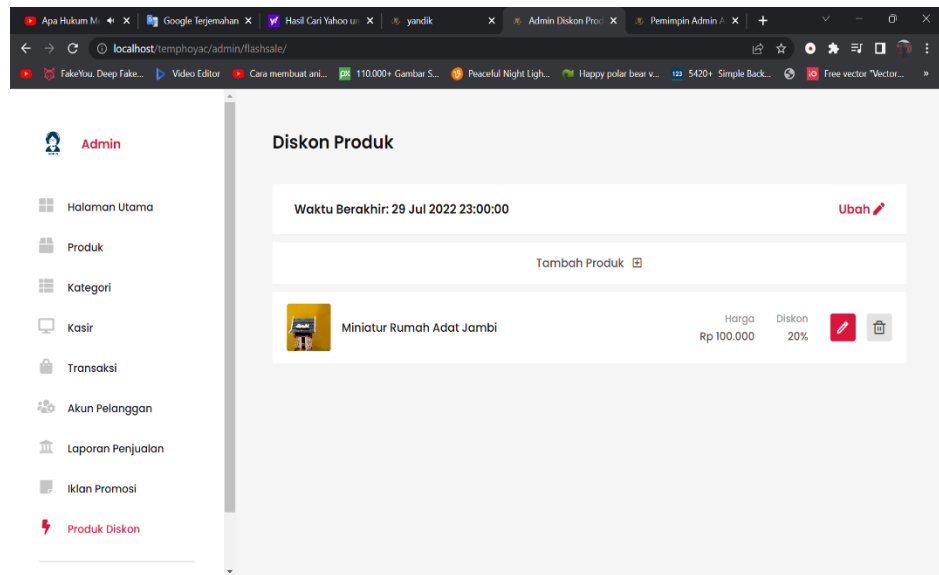 Apa Hukum M
Google Terjemahan
Hasil Cari Yahoo un
yandik
Admin Diskon Prod
Pemimpin Admin A
localhost/temphoyac/admin/flashsale/
FakeYou. Deep Fake...
Video Editor
Cara membuat ani...
110.000+ Gambar S...
Peaceful Night Ligh...
Happy polar bear v...
5420+ Simple Back...
Free vector "Vector...
Admin
Halaman Utama
Produk
Kategori
Kasir
Transaksi
Akun Pelanggan
Laporan Penjualan
Iklan Promosi
Produk Diskon
Diskon Produk
Waktu Berakhir: 29 Jul 2022 23:00:00
Ubah
Tambah Produk
Miniatur Rumah Adat Jambi
Harga Diskon
Rp 100.000 20%